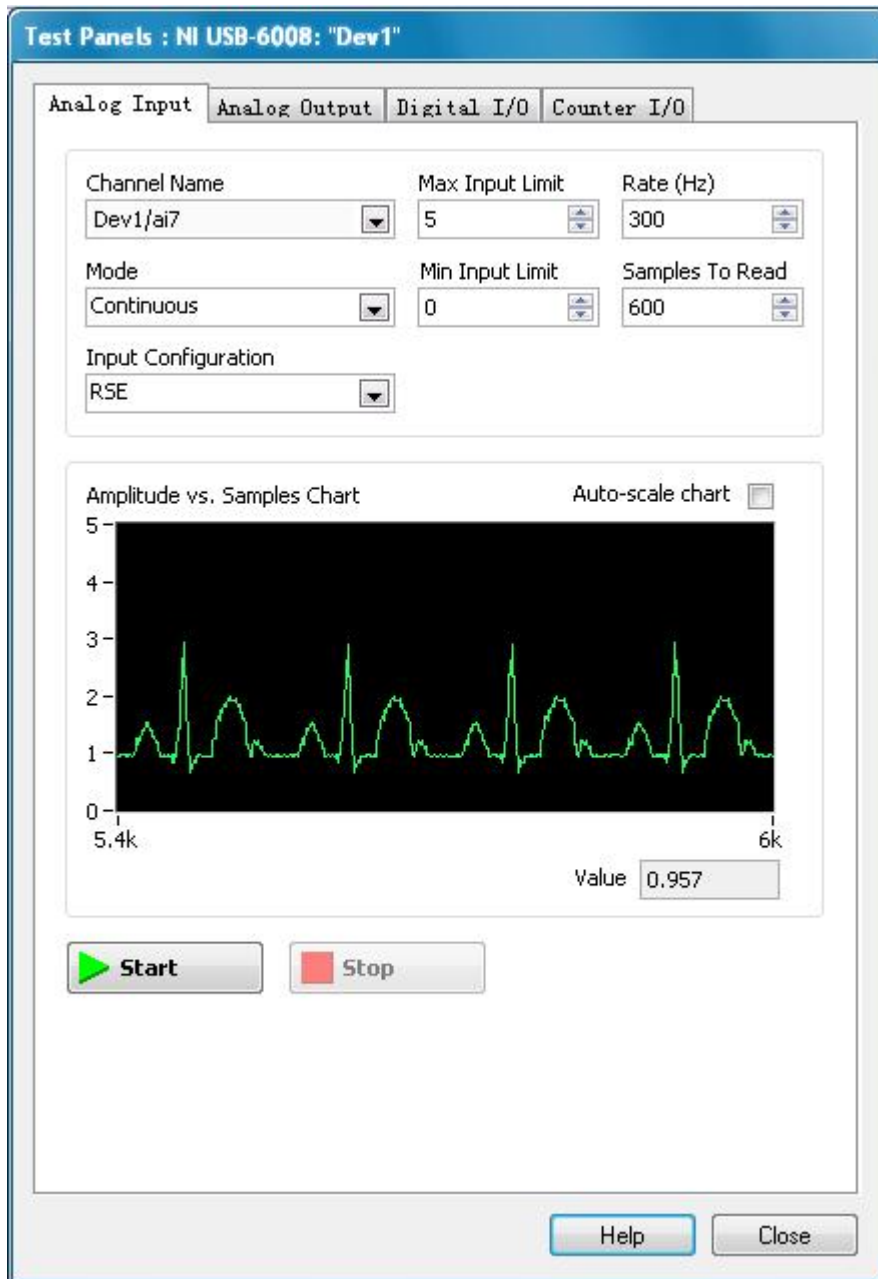 Test Panels : NI USB-6008: "Dev1"
Analog Input Analog Output Digital I/O Counter I/O
Channel Name Max Input Limit Rate (Hz)
Dev1/ai7 5 300
Mode Min Input Limit Samples To Read
Continuous 0 600
Input Configuration
RSE
Amplitude vs. Samples Chart Auto-scale chart
5
4
3
2
1
0
5.4k 6k
Value 0.957
Start Stop
Help Close